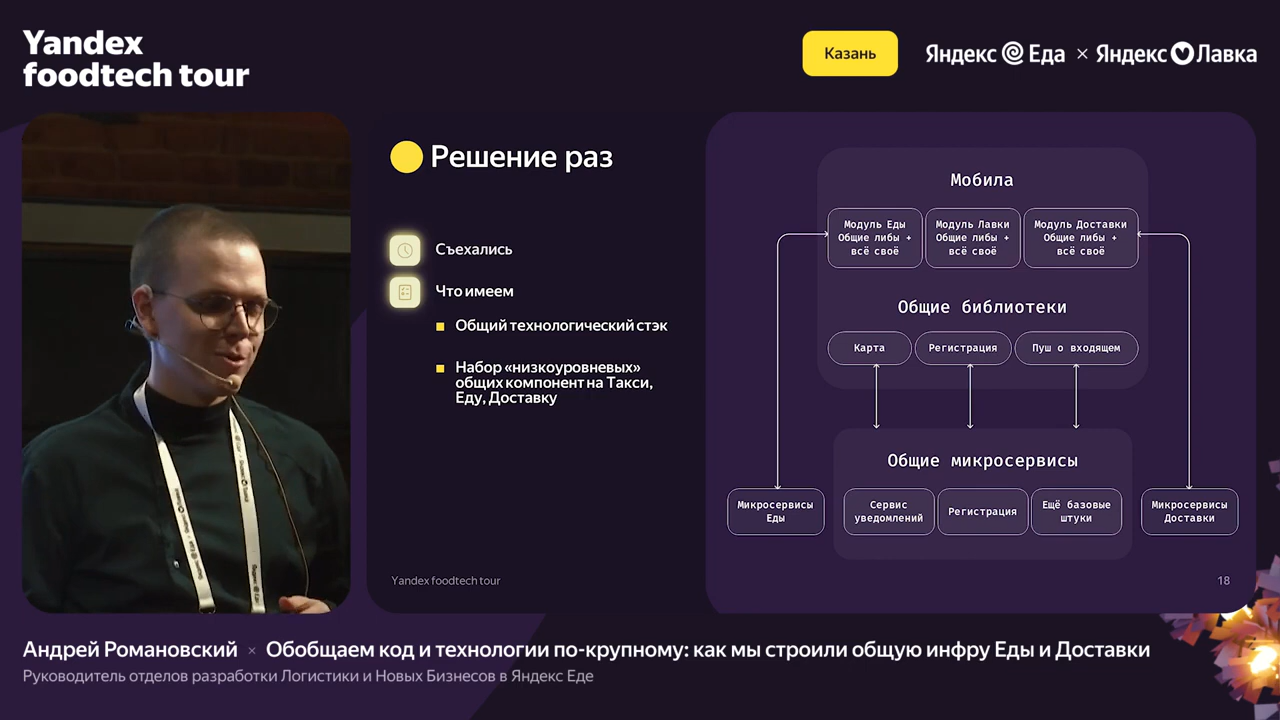 Yandex
foodtech tour
Казань
Яндекс Еда × Яндекс Лавка
Решение раз
Съехались
Что имеем
Общий технологический стэк
Набор «низкоуровневых»
общих компонент на Такси,
Еду, Доставку
Yandex foodtech tour
Мобила
Модуль Еды
Общие либы +
всё своё
Модуль Лавки
Общие либы +
всё своё
Модуль Доставки
Общие либы +
всё своё
Общие библиотеки
Карта
Регистрация
Пуш о входящем
Общие микросервисы
Микросервисы
Еды
Сервис
уведомлений
Регистрация
Ещё базовые
штуки
Микросервисы
Доставки
18
Андрей Романовский × Обобщаем код и технологии по-крупному: как мы строили общую инфру Еды и Доставки
Руководитель отделов разработки Логистики и Новых Бизнесов в Яндекс Еде